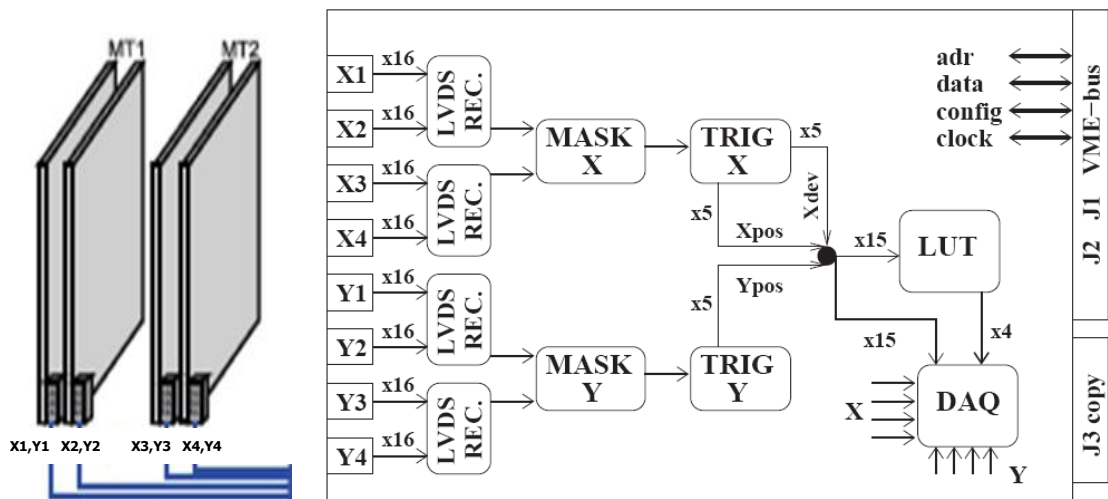 MT1
MT2
X1,Y1
X2,Y2
X3,Y3
X4,Y4
X1
x16
X2
x16
X3
x16
X4
x16
Y1
x16
Y2
x16
Y3
x16
Y4
x16
LVDS
REC.
LVDS
REC.
LVDS
REC.
LVDS
REC.
MASK
X
MASK
Y
TRIG
X
TRIG
Y
x5
Xdev
x5
Xpos
Ypos
x5
x15
LUT
x15
x4
DAQ
X
Y
adr
data
config
clock
J2 J1 VME-bus
J3 copy